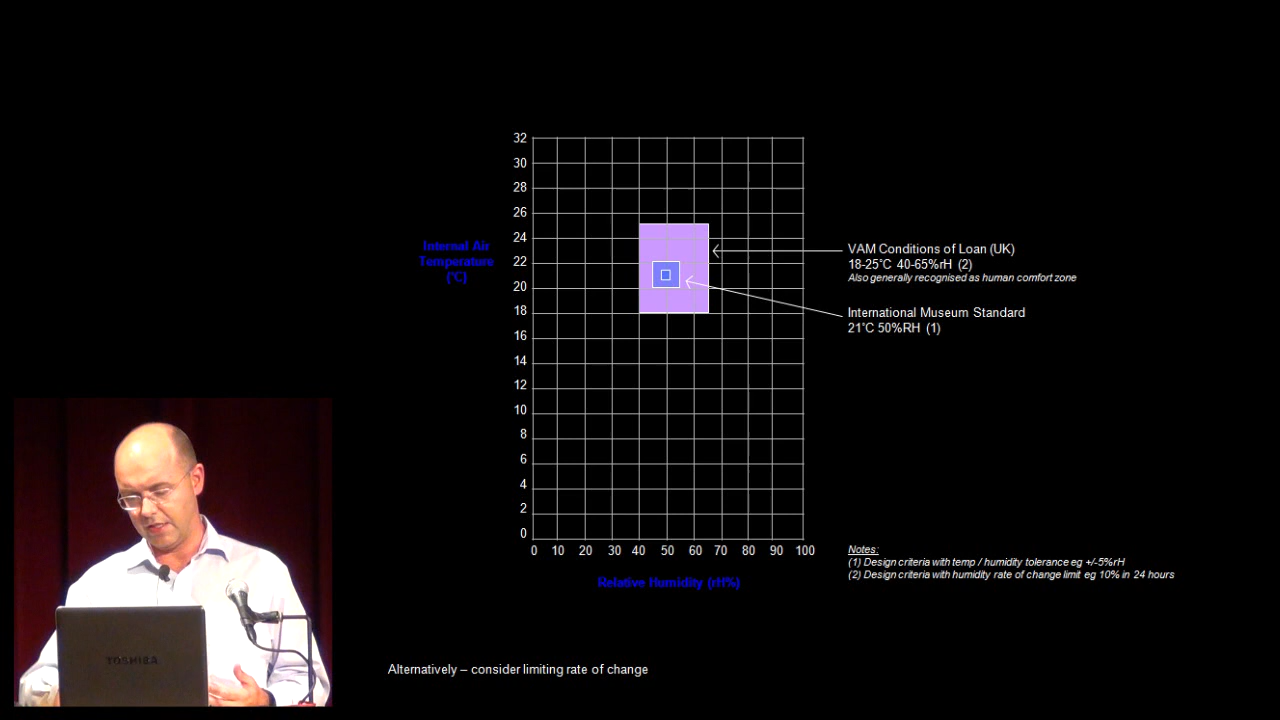 32
30
28
26
24
22
20
18
16
14
12
10
8
6
4
2
0
0 10 20 30 40 50 60 70 80 90 100
Internal Air
Temperature
(°C)
Relative Humidity (rH%)
VAM Conditions of Loan (UK)
18-25°C 40-65%rH (2)
Also generally recognised as human comfort zone
International Museum Standard
21°C 50%RH (1)
Notes:
(1) Design criteria with temp / humidity tolerance eg +/-5%rH
(2) Design criteria with humidity rate of change limit eg 10% in 24 hours
TOSHIBA
Alternatively – consider limiting rate of change